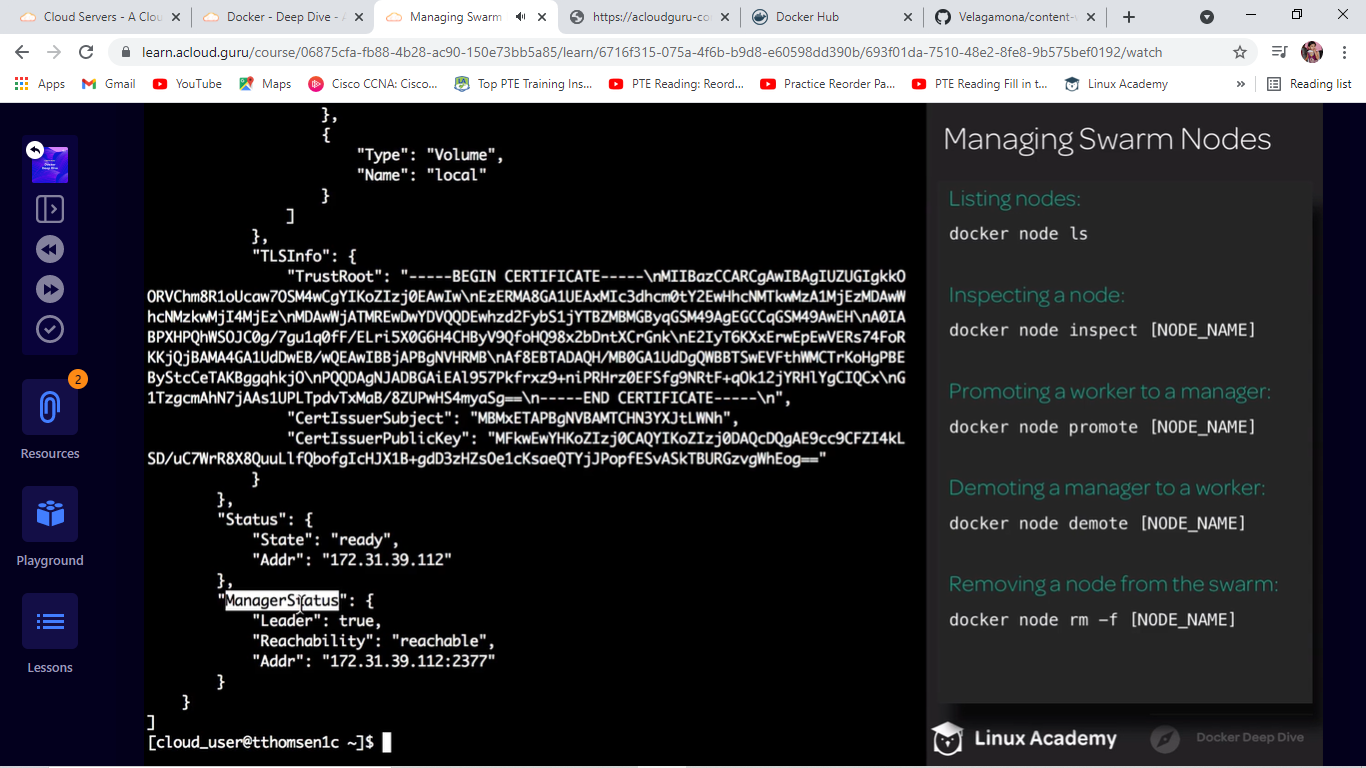 Cloud Servers - A Clou
Docker - Deep Dive - A
Managing Swarm
https://acloudguru-co
Docker Hub
Velagamona/content-
learn.acloud.guru/course/06875cfa-fb88-4b28-ac90-150e73bb5a85/learn/6716f315-075a-4f6b-b9d8-e60598dd390b/693f01da-7510-48e2-8fe8-9b575bef0192/watch
Apps
Gmail
YouTube
Maps
Cisco CCNA: Cisco...
Top PTE Training Ins...
PTE Reading: Reord...
Practice Reorder Pa...
PTE Reading Fill in t...
Linux Academy
»
Reading list
},
{
"Type": "Volume",
"Name": "local"
}
]
},
"TLSInfo": {
"TrustRoot": "-----BEGIN CERTIFICATE-----\nMIIBazCCARCgAwIBAgIUZUGIgkkO
ORVChm8R1oUcaw7OSM4wCgYIKoZIzj0EAwIw\nEzERMA8GA1UEAxMIc3dhcm0tY2EwHhcNMTkwMzA1MjEzMDAwW
hcNMzkwMjI4MjEz\nMDAwWjATMREwDwYDVQQDEwhzd2FybS1jYTBZMBMGByqGSM49AgEGCCqGSM49AwEH\nA0IA
BPXHPQhWSOJC0g/7gu1q0fF/ELri5X0G6H4CHByV9QfoHQ98x2bDntXCrGnk\nE2IyT6KXxErwEpEwVERs74FoR
KKjQjBAMA4GA1UdDwEB/wQEAwIBBjAPBgNVHRMB\nAf8EBTADAQH/MB0GA1UdDgQWBBTSwEVFthWMCTrKoHgPBE
ByStcCeTAKBggqhkjO\nPQQDAgNJADBGAiEAl957Pkfrxz9+niPRHrz0EFSfg9NRtF+qOk12jYRHlYgCIQCx\nG
1TzgcmAhN7jAAs1UPLTpdvTxMaB/8ZUPwHS4myaSg==\n-----END CERTIFICATE-----\n",
"CertIssuerSubject": "MBMxETAPBgNVBAMTCHN3YXJtLWNh",
"CertIssuerPublicKey": "MFkwEwYHKoZIzj0CAQYIKoZIzj0DAQcDQgAE9cc9CFZI4kL
SD/uC7WrR8X8QuuLlfQbofgIcHJX1B+gdD3zHZsOe1cKsaeQTYjJPopfESvASkTBURGzvgWhEog=="
}
},
"Status": {
"State": "ready",
"Addr": "172.31.39.112"
},
"ManagerStatus": {
"Leader": true,
"Reachability": "reachable",
"Addr": "172.31.39.112:2377"
}
}
]
[cloud_user@tthomsen1c ~]$
2
Resources
Playground
Lessons
Managing Swarm Nodes
Listing nodes:
docker node ls
Inspecting a node:
docker node inspect [NODE_NAME]
Promoting a worker to a manager:
docker node promote [NODE_NAME]
Demoting a manager to a worker:
docker node demote [NODE_NAME]
Removing a node from the swarm:
docker node rm -f [NODE_NAME]
Linux Academy
Docker Deep Dive